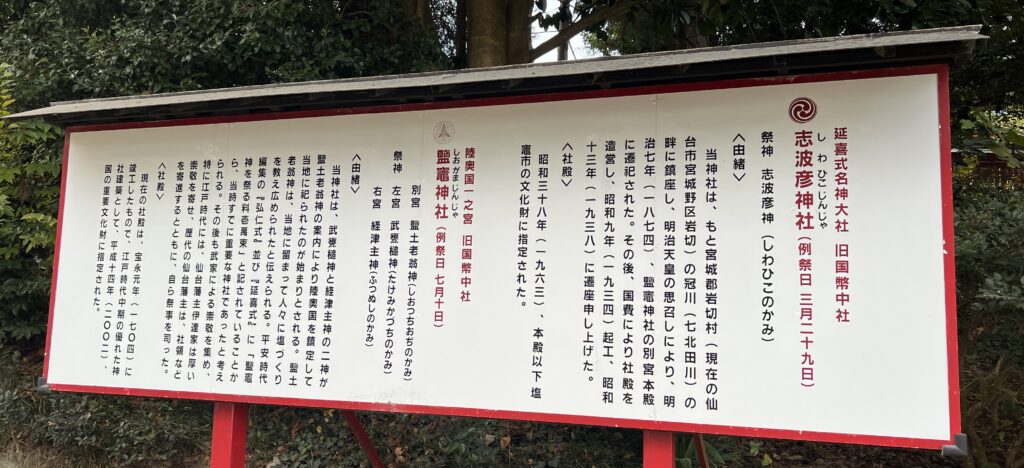 延喜式名神大社 旧国幣中社
しわひこじんじゃ
志波彦神社（例祭日 三月二十九日）
祭神 志波彦神（しわひこのかみ）
〈由緒〉
当神社は、もと宮城郡岩切村（現在の仙
台市宮城野区岩切）の冠川（七北田川）の
畔に鎮座し、明治天皇の思召しにより、明
治七年（一八七四）、鹽竈神社の別宮本殿
に遷祀された。その後、国費により社殿を
造営し、昭和九年（一九三四）起工、昭和
十三年（一九三八）に遷座申し上げた。
〈社殿〉
昭和三十八年（一九六三）、本殿以下塩
竈市の文化財に指定された。
陸奥国一之宮 旧国幣中社
しおがまじんじゃ
鹽竈神社（例祭日 七月十日）
別宮 鹽土老翁神（しおつちおぢのかみ）
祭神 左宮 武甕槌神（たけみかづちのかみ）
右宮 経津主神（ふつぬしのかみ）
〈由緒〉
当神社は、武甕槌神と経津主神の二神が
鹽土老翁神の案内により陸奥国を鎮定して
当地に祀られたのが始まりとされる。鹽土
老翁神は、当地に留まって人々に塩づくり
を教え広められたと伝えられる。平安時代
編集の『弘仁式』並び『延喜式』に「鹽竈
神を祭る料壱萬束」と記されていることか
ら、当時すでに重要な神社であったと考え
られる。その後も武家による崇敬を集め、
特に江戸時代には、仙台藩主伊達家は厚い
崇敬を寄せ、歴代の仙台藩主は、社領など
を寄進するとともに、自ら祭事を司った。
〈社殿〉
現在の社殿は、宝永元年（一七〇四）に
竣工したもので、江戸時代中期の優れた神
社建築として、平成十四年（二〇〇二）、
国の重要文化財に指定された。